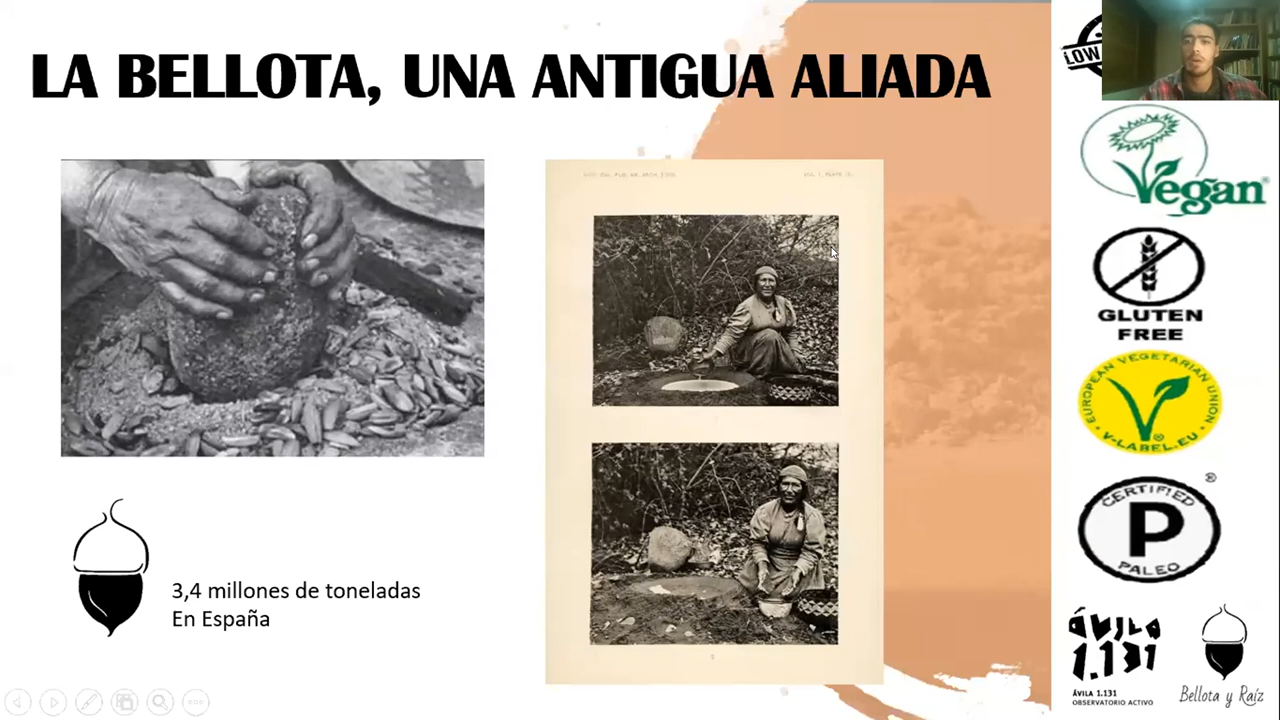 LA BELLOTA, UNA ANTIGUA ALIADA
3,4 millones de toneladas
En España
LOW
Vegan®
GLUTEN
FREE
EUROPEAN VEGETARIAN UNION
V-LABEL.EU
®
CERTIFIED
P
PALEO
®
ÁVILA
1.131
ÁVILA 1.131
OBSERVATORIO ACTIVO
Bellota y Raíz